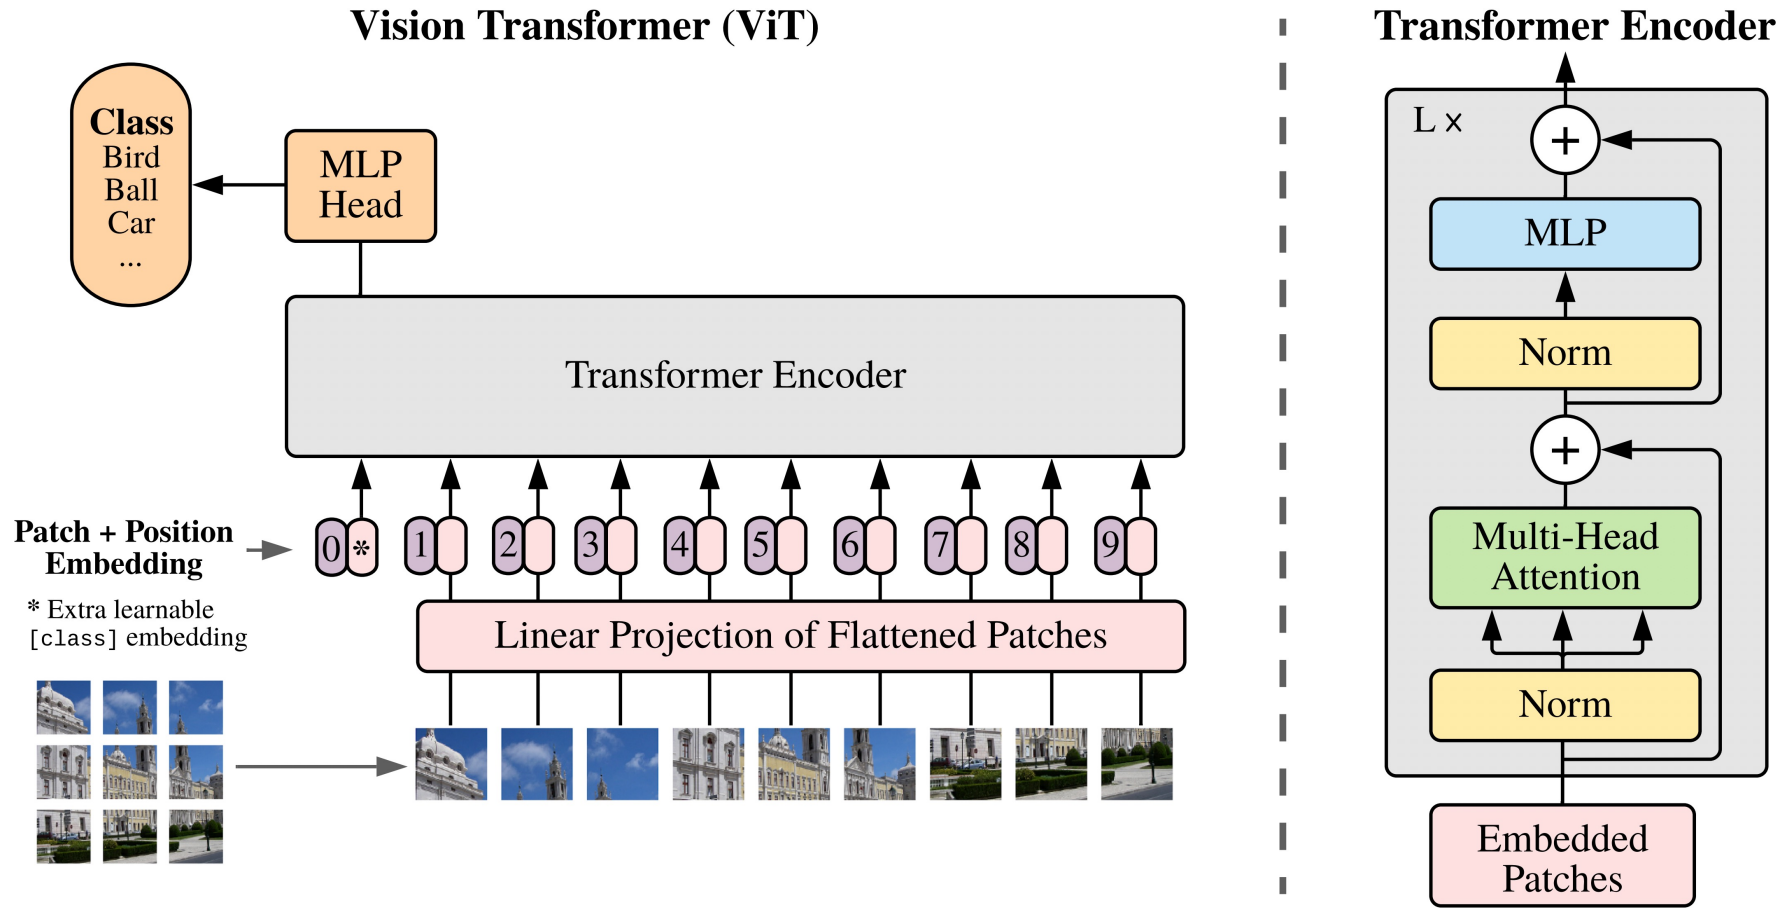 Vision Transformer (ViT)
Class
Bird
Ball
Car
...
MLP
Head
Transformer Encoder
Patch + Position
Embedding
* Extra learnable
[class] embedding
0 * 1 2 3 4 5 6 7 8 9
Linear Projection of Flattened Patches
Transformer Encoder
L ×
+
MLP
Norm
+
Multi-Head
Attention
Norm
Embedded
Patches